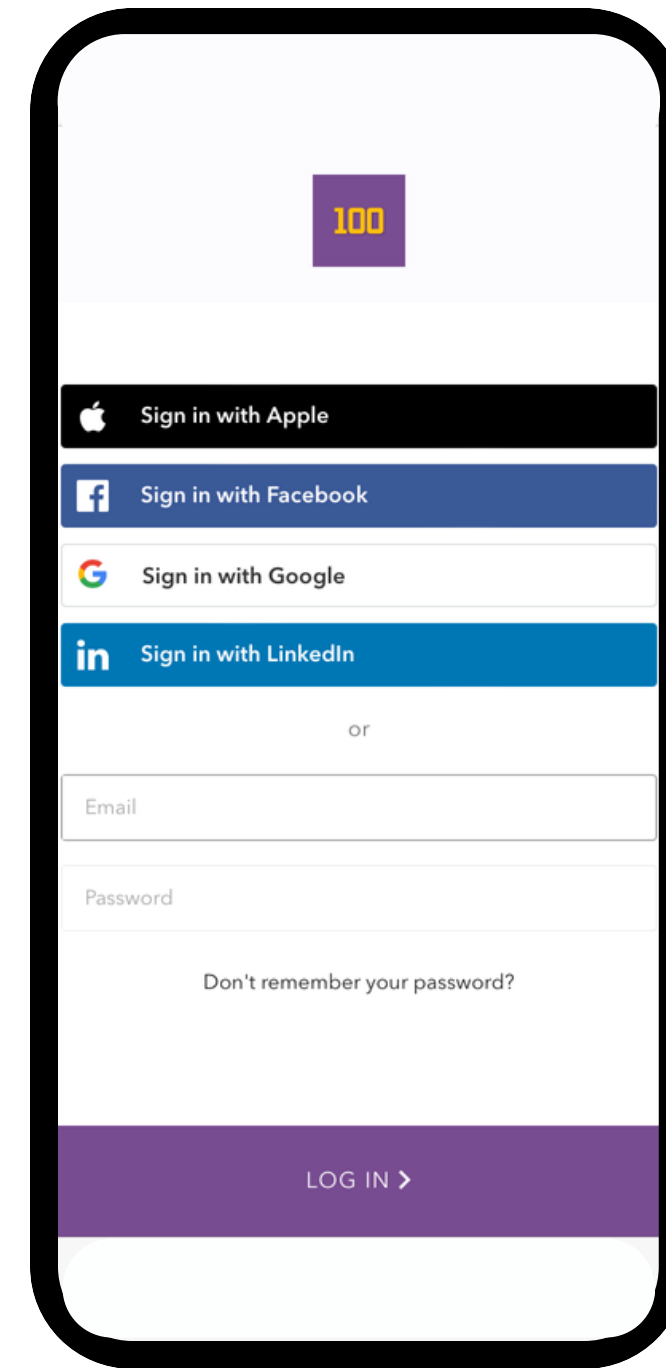 100
Sign in with Apple
Sign in with Facebook
Sign in with Google
in Sign in with LinkedIn
or
Email
Password
Don't remember your password?
LOG IN >